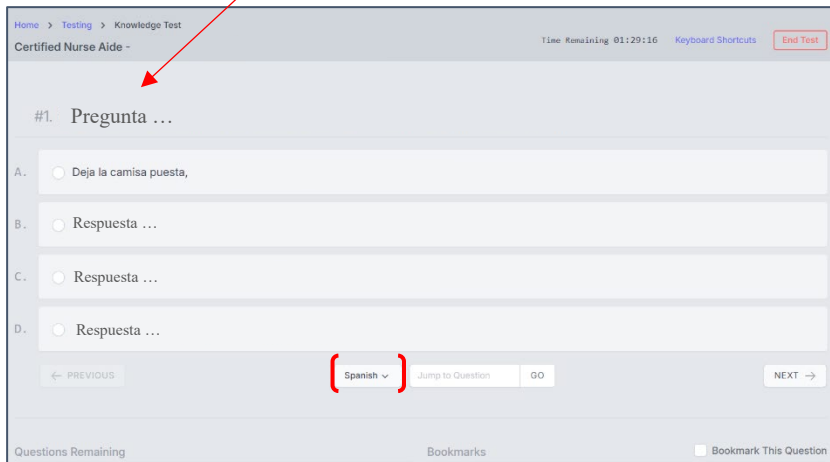 Home > Testing > Knowledge Test
Certified Nurse Aide -
Time Remaining 01:29:16 Keyboard Shortcuts End Test
#1. Pregunta …
A. Deja la camisa puesta,
B. Respuesta …
C. Respuesta …
D. Respuesta …
← PREVIOUS Spanish Jump to Question GO NEXT →
Questions Remaining Bookmarks Bookmark This Question